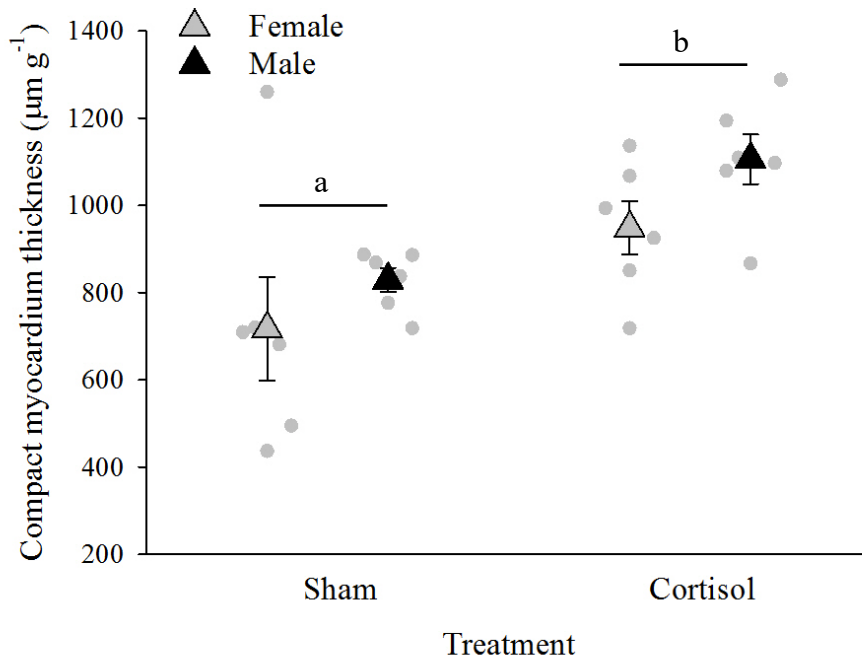 Compact myocardium thickness (μm g⁻¹)
1400
1200
1000
800
600
400
200
Female
Male
a
b
Sham
Cortisol
Treatment